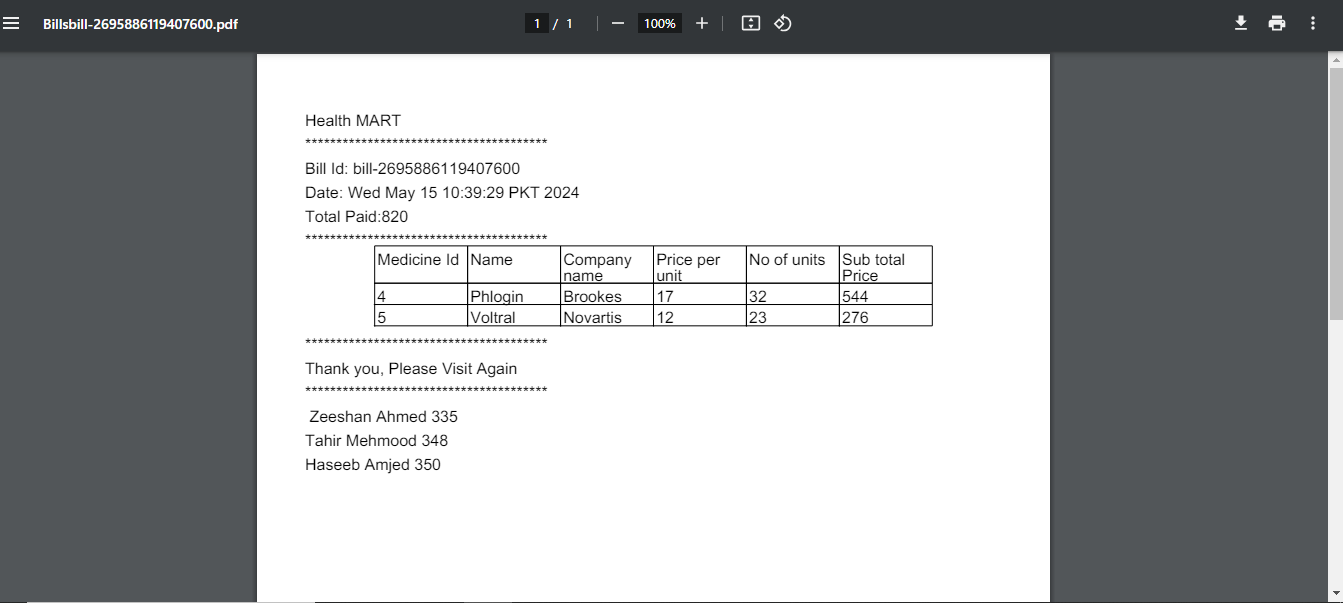 Billsbill-2695886119407600.pdf 1 / 1 100%
Health MART
***************************************
Bill Id: bill-2695886119407600
Date: Wed May 15 10:39:29 PKT 2024
Total Paid:820
***************************************
Medicine Id Name Company name Price per unit No of units Sub total Price
4 Phlogin Brookes 17 32 544
5 Voltral Novartis 12 23 276
***************************************
Thank you, Please Visit Again
***************************************
Zeeshan Ahmed 335
Tahir Mehmood 348
Haseeb Amjed 350